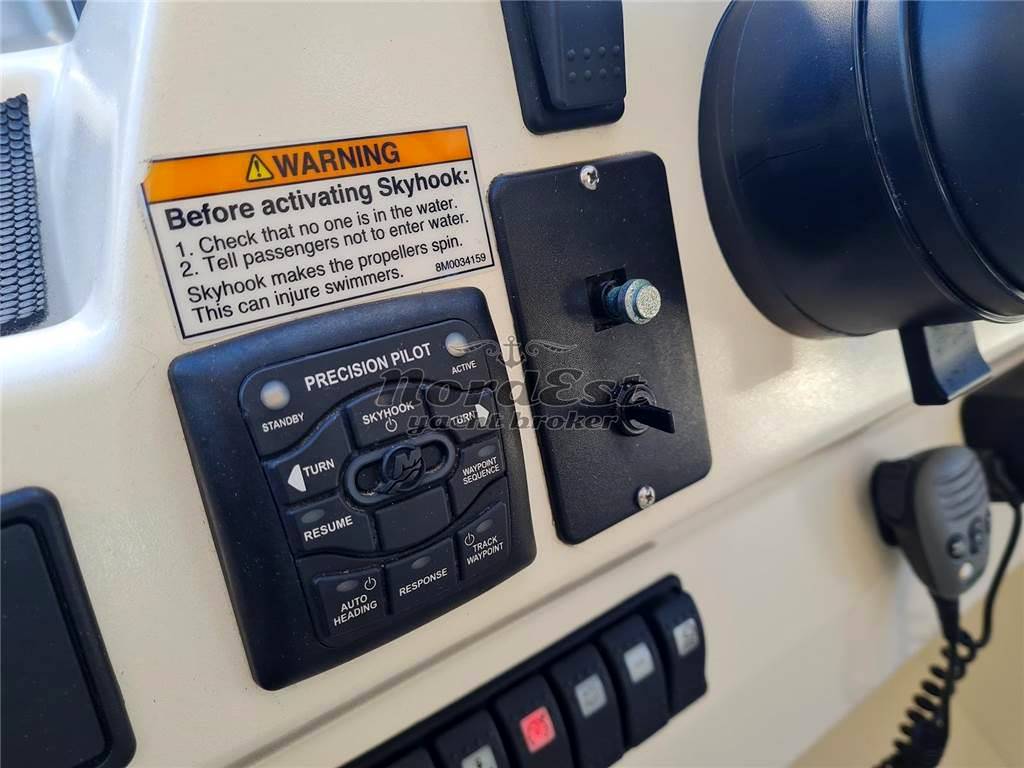 WARNING
Before activating Skyhook:
1. Check that no one is in the water.
2. Tell passengers not to enter water.
Skyhook makes the propellers spin.
This can injure swimmers.
8M0034159
PRECISION PILOT
STANDBY
ACTIVE
SKYHOOK
TURN
TURN
WAYPOINT
SEQUENCE
RESUME
TRACK
WAYPOINT
AUTO
HEADING
RESPONSE
NordEst
yacht broker